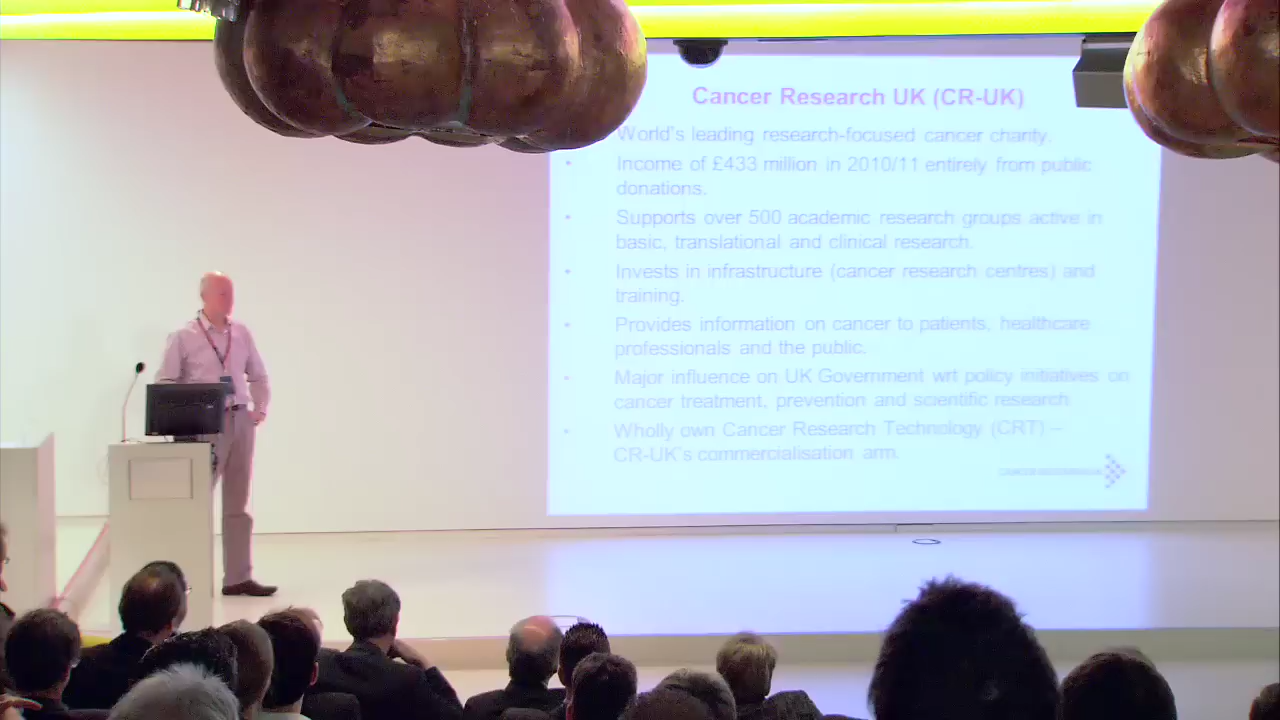 Cancer Research UK (CR-UK)
World's leading research-focused cancer charity.
• Income of £433 million in 2010/11 entirely from public
donations.
• Supports over 500 academic research groups active in
basic, translational and clinical research.
• Invests in infrastructure (cancer research centres) and
training.
• Provides information on cancer to patients, healthcare
professionals and the public.
• Major influence on UK Government wrt policy initiatives on
cancer treatment, prevention and scientific research
• Wholly own Cancer Research Technology (CRT) –
CR-UK's commercialisation arm.